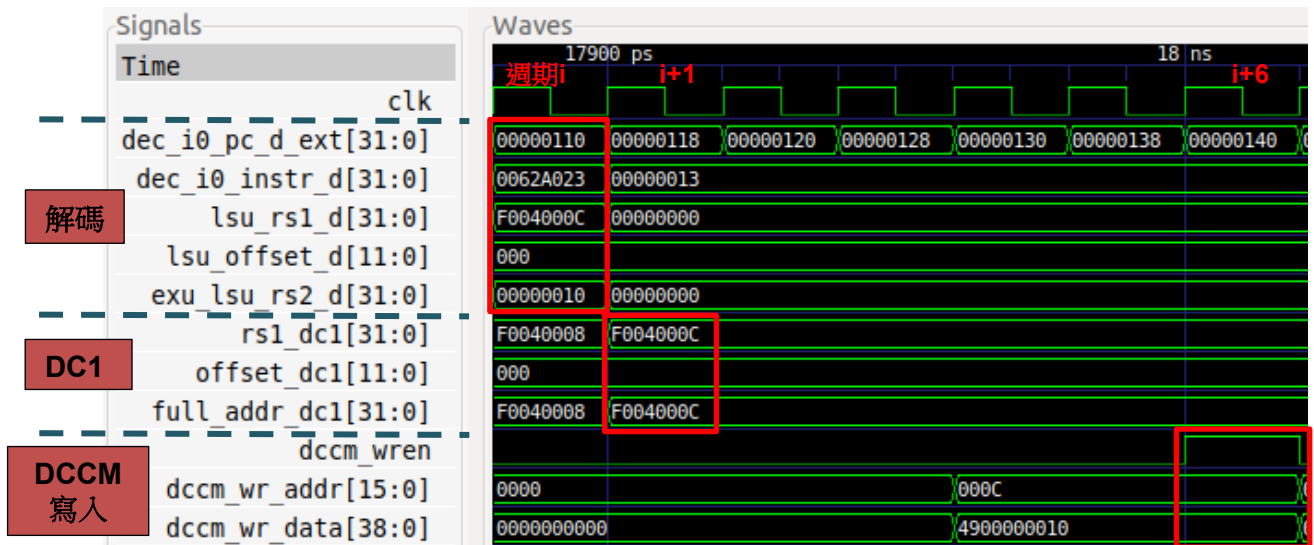 Signals Waves
Time 17900 ps 18 ns
週期i i+1 i+6
clk
dec_i0_pc_d_ext[31:0] 00000110 00000118 00000120 00000128 00000130 00000138 00000140
dec_i0_instr_d[31:0] 0062A023 00000013
解碼
lsu_rs1_d[31:0] F004000C 00000000
lsu_offset_d[11:0] 000
exu_lsu_rs2_d[31:0] 00000010 00000000
rs1_dc1[31:0] F0040008 F004000C
DC1
offset_dc1[11:0] 000
full_addr_dc1[31:0] F0040008 F004000C
dccm_wren
DCCM
寫入
dccm_wr_addr[15:0] 0000 000C
dccm_wr_data[38:0] 0000000000 4900000010